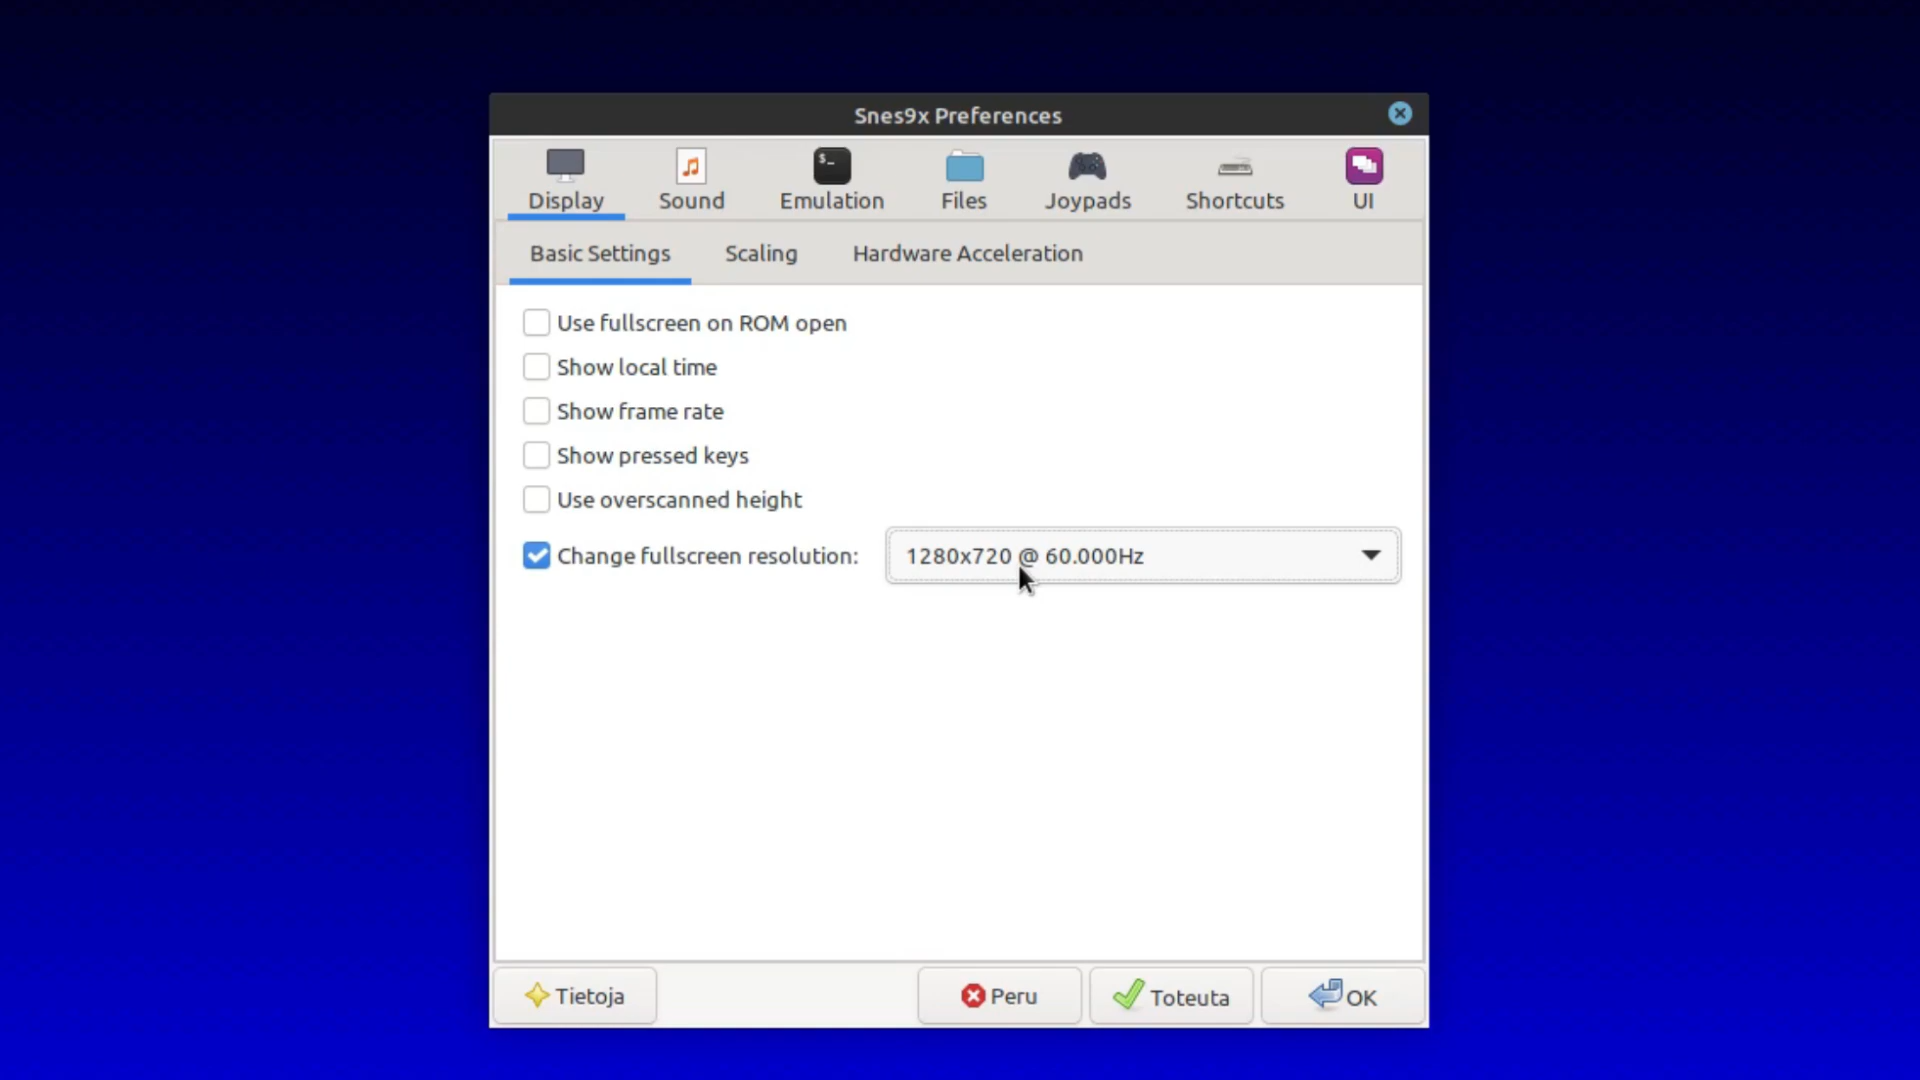 Snes9x Preferences
Display Sound Emulation Files Joypads Shortcuts UI
Basic Settings Scaling Hardware Acceleration
Use fullscreen on ROM open
Show local time
Show frame rate
Show pressed keys
Use overscanned height
Change fullscreen resolution: 1280x720 @ 60.000Hz
Tietoja Peru Toteuta OK